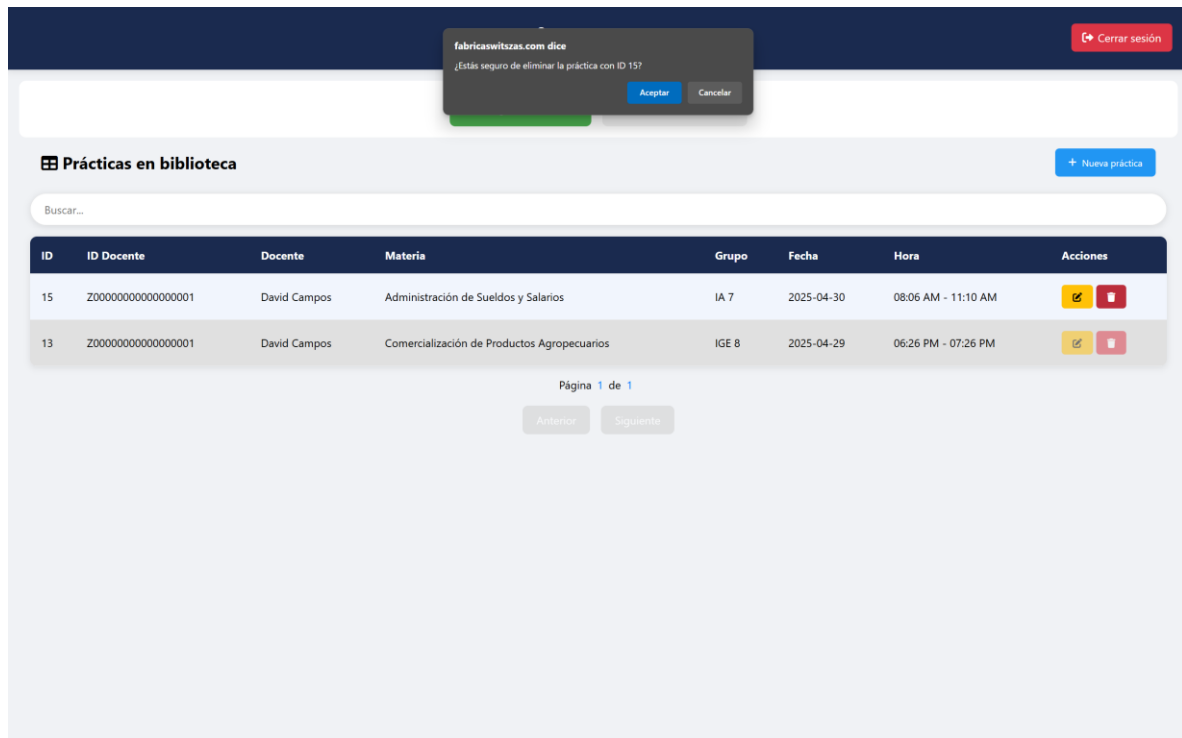 Cerrar sesión
fabricaswitszas.com dice
¿Estás seguro de eliminar la práctica con ID 15?
Aceptar Cancelar
Prácticas en biblioteca
+ Nueva práctica
Buscar...
ID ID Docente Docente Materia Grupo Fecha Hora Acciones
15 Z00000000000000001 David Campos Administración de Sueldos y Salarios IA 7 2025-04-30 08:06 AM - 11:10 AM
13 Z00000000000000001 David Campos Comercialización de Productos Agropecuarios IGE 8 2025-04-29 06:26 PM - 07:26 PM
Página 1 de 1
Anterior Siguiente